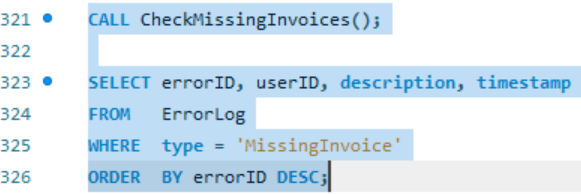 321 CALL CheckMissingInvoices();
322
323 SELECT errorID, userID, description, timestamp
324 FROM ErrorLog
325 WHERE type = 'MissingInvoice'
326 ORDER BY errorID DESC;